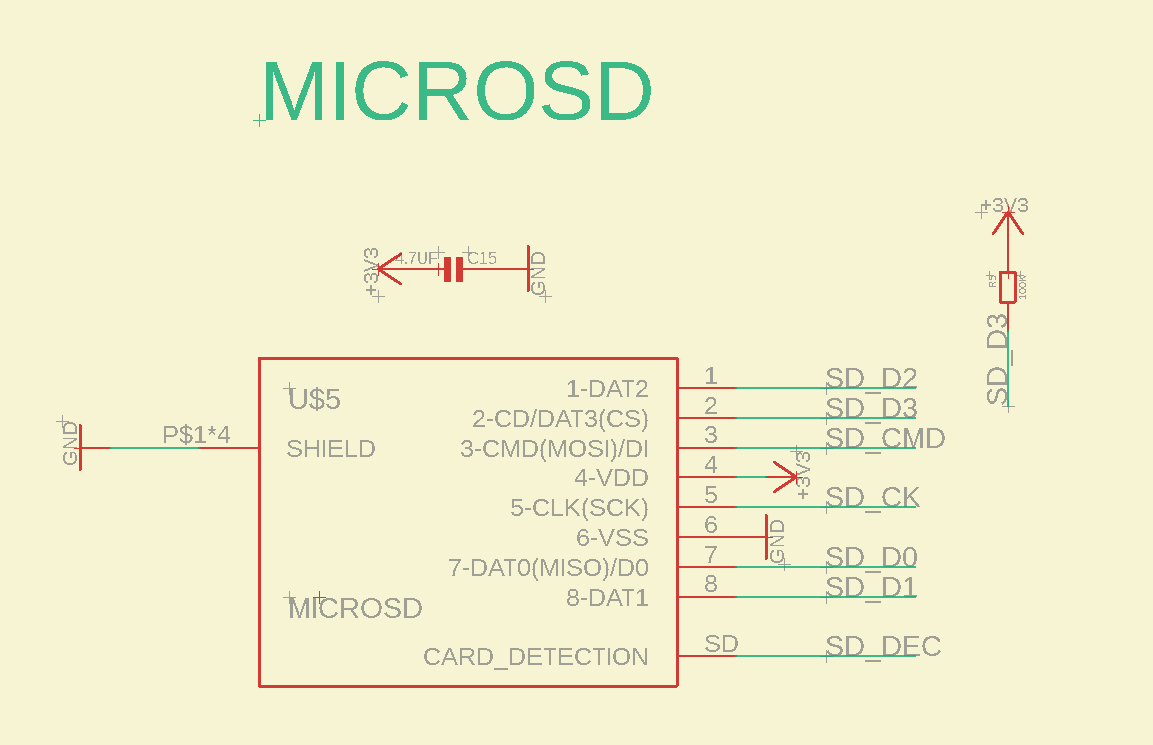 MICROSD
+3V3
+3V3
4.7UF
C15
GND
R5
100K
SD_D3
U$5
1-DAT2
1
SD_D2
2-CD/DAT3(CS)
2
SD_D3
GND
P$1*4
SHIELD
3-CMD(MOSI)/DI
3
SD_CMD
4-VDD
4
+3V3
5-CLK(SCK)
5
SD_CK
6-VSS
6
GND
7-DAT0(MISO)/D0
7
SD_D0
MICROSD
8-DAT1
8
SD_D1
CARD_DETECTION
SD
SD_DEC